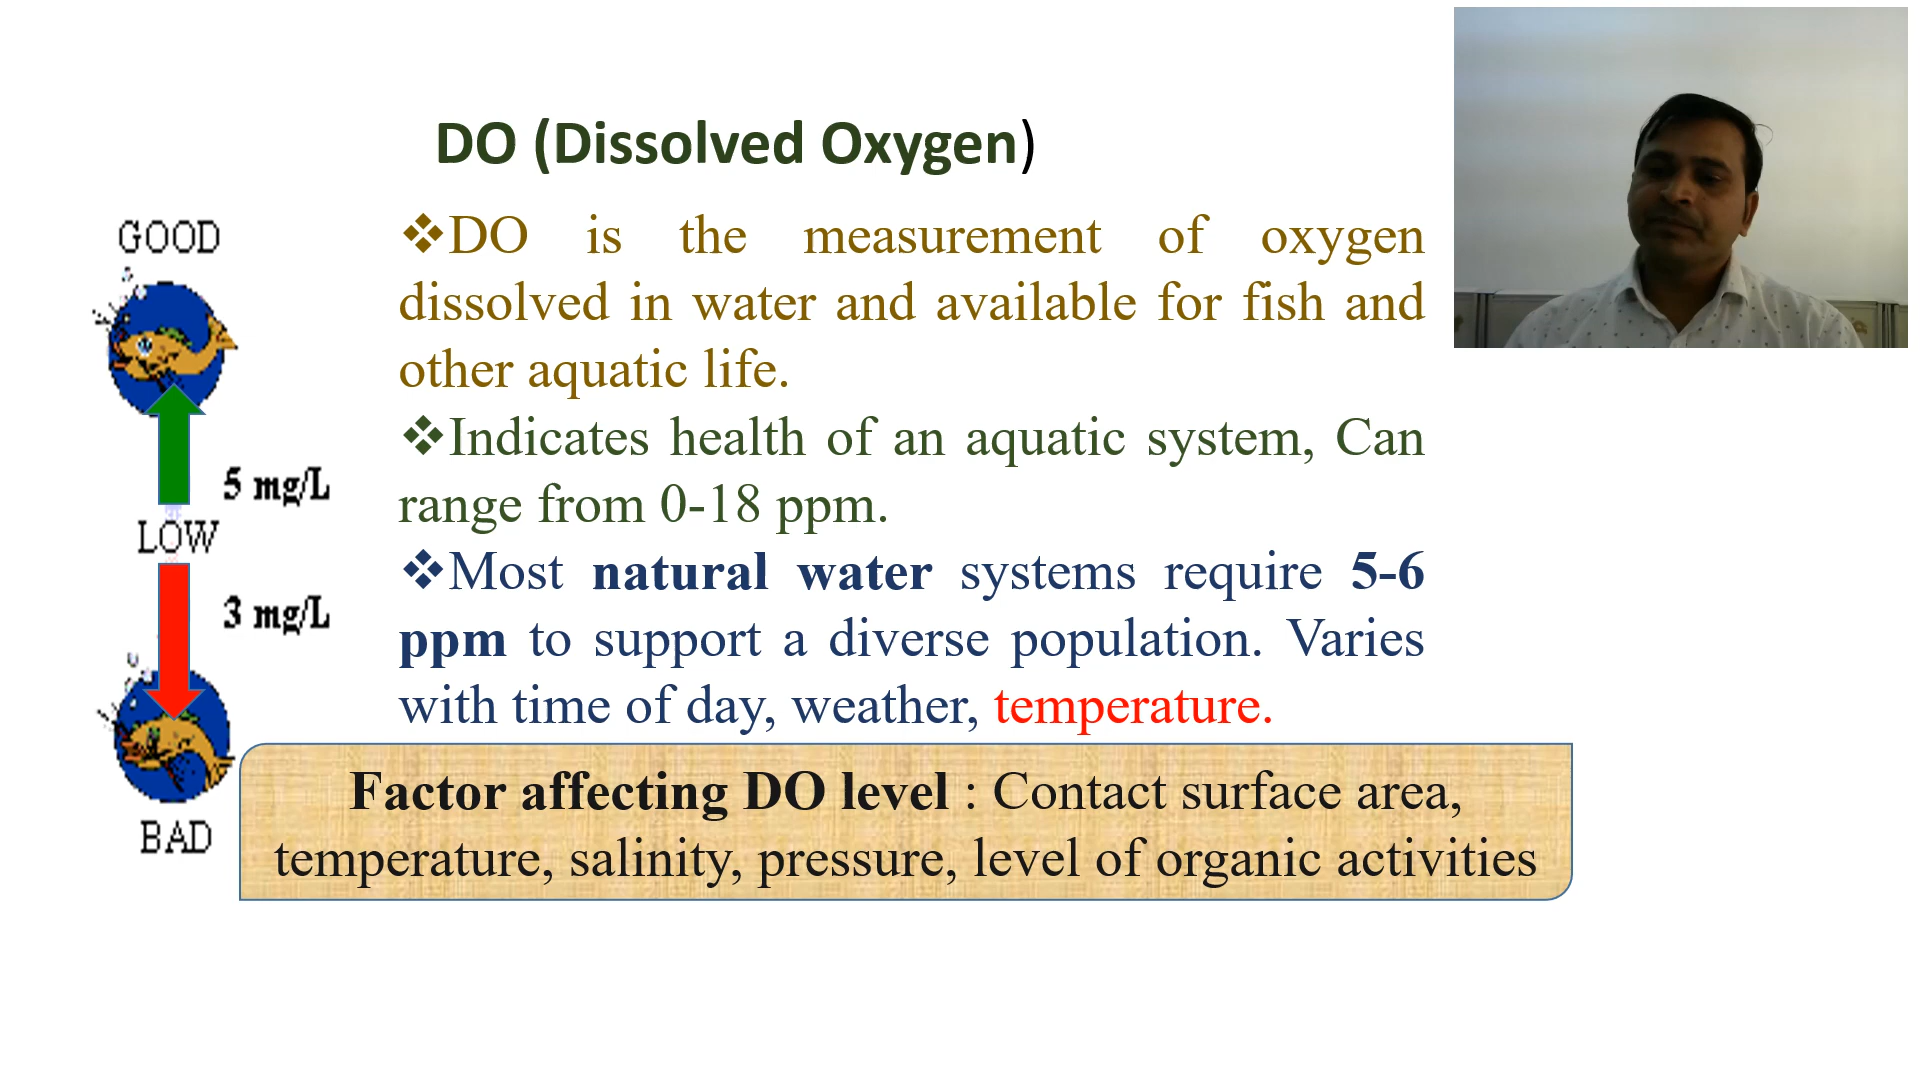 DO (Dissolved Oxygen)
GOOD
5 mg/L
LOW
3 mg/L
BAD
❖DO is the measurement of oxygen
dissolved in water and available for fish and
other aquatic life.
❖Indicates health of an aquatic system, Can
range from 0-18 ppm.
❖Most natural water systems require 5-6
ppm to support a diverse population. Varies
with time of day, weather, temperature.
Factor affecting DO level : Contact surface area,
temperature, salinity, pressure, level of organic activities